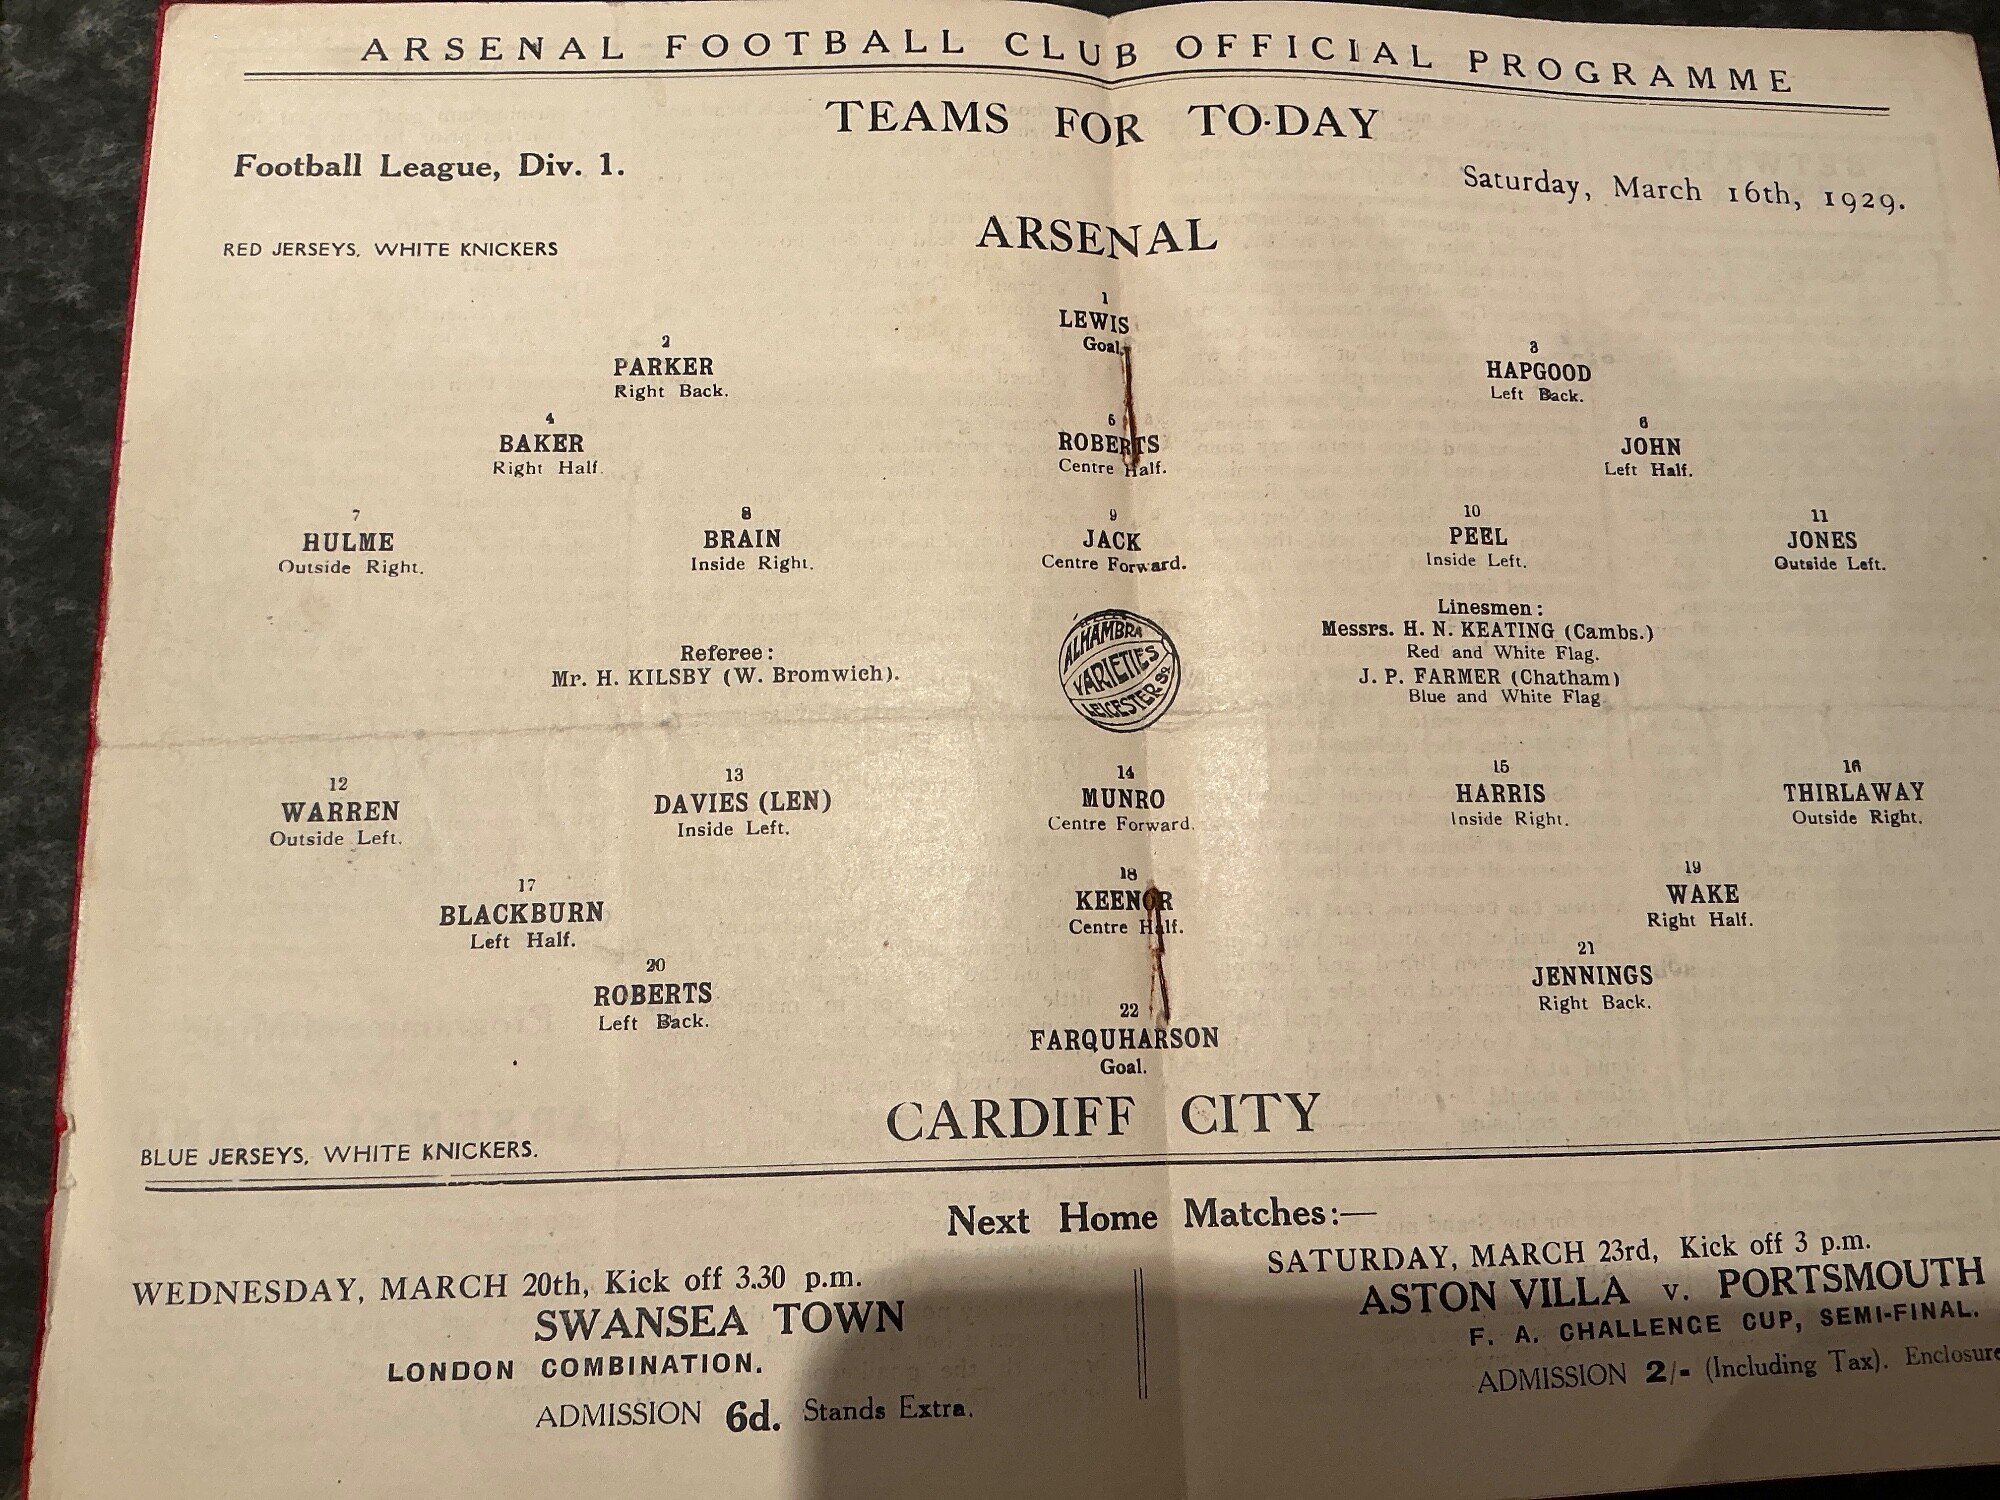 ARSENAL FOOTBALL CLUB OFFICIAL PROGRAMME
TEAMS FOR TO-DAY
Football League, Div. 1.
Saturday, March 16th, 1929.
ARSENAL
RED JERSEYS, WHITE KNICKERS
1
LEWIS
Goal.
2
PARKER
Right Back.
3
HAPGOOD
Left Back.
4
BAKER
Right Half.
5
ROBERTS
Centre Half.
6
JOHN
Left Half.
7
HULME
Outside Right.
8
BRAIN
Inside Right.
9
JACK
Centre Forward.
10
PEEL
Inside Left.
11
JONES
Outside Left.
Referee:
Mr. H. KILSBY (W. Bromwich).
ALHAMBRA
VARIETIES
LEICESTER SQ
Linesmen:
Messrs. H. N. KEATING (Cambs.)
Red and White Flag.
J. P. FARMER (Chatham)
Blue and White Flag
12
WARREN
Outside Left.
13
DAVIES (LEN)
Inside Left.
14
MUNRO
Centre Forward.
15
HARRIS
Inside Right.
16
THIRLAWAY
Outside Right.
17
BLACKBURN
Left Half.
18
KEENOR
Centre Half.
19
WAKE
Right Half.
20
ROBERTS
Left Back.
21
JENNINGS
Right Back.
22
FARQUHARSON
Goal.
CARDIFF CITY
BLUE JERSEYS, WHITE KNICKERS.
Next Home Matches:—
WEDNESDAY, MARCH 20th, Kick off 3.30 p.m.
SWANSEA TOWN
LONDON COMBINATION.
ADMISSION 6d. Stands Extra.
SATURDAY, MARCH 23rd, Kick off 3 p.m.
ASTON VILLA v. PORTSMOUTH
F. A. CHALLENGE CUP, SEMI-FINAL.
ADMISSION 2/- (Including Tax). Enclosure